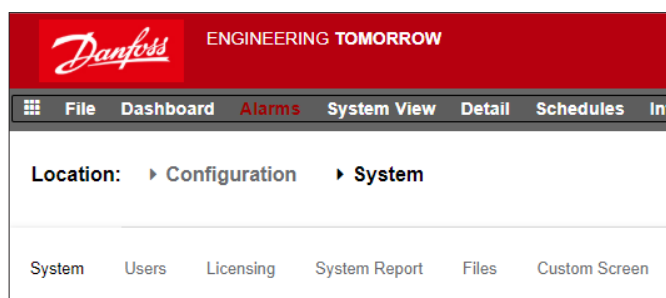 Danfoss ENGINEERING TOMORROW
File Dashboard Alarms System View Detail Schedules
Location: Configuration System
System Users Licensing System Report Files Custom Screen